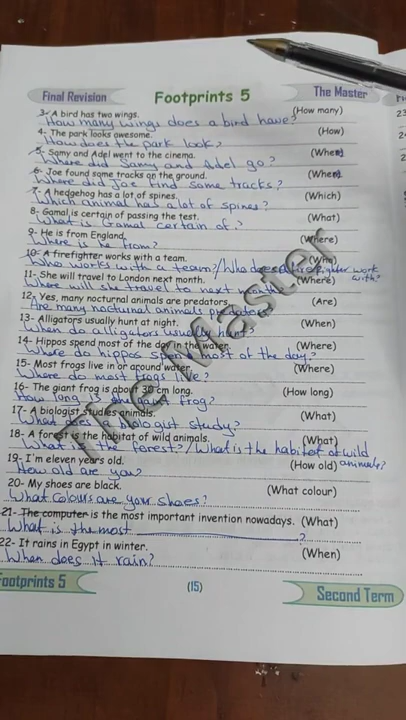 Final Revision Footprints 5 The Master
3- A bird has two wings. (How many)
How many wings does a bird have?
4- The park looks awesome. (How)
How does the park look?
5- Samy and Adel went to the cinema. (Where)
Where did Samy and Adel go?
6- Joe found some tracks on the ground. (Where)
Where did Joe find some tracks?
7- A hedgehog has a lot of spines. (Which)
Which animal has a lot of spines?
8- Gamal is certain of passing the test. (What)
What is Gamal certain of?
9- He is from England. (Where)
Where is he from?
10- A firefighter works with a team. (Who)
Who works with a team?/Who does a firefighter work with?
11- She will travel to London next month. (Where)
Where will she travel to next month?
12- Yes, many nocturnal animals are predators. (Are)
Are many nocturnal animals predators?
13- Alligators usually hunt at night. (When)
When do alligators usually hunt?
14- Hippos spend most of the day in the water. (Where)
Where do hippos spend most of the day?
15- Most frogs live in or around water. (Where)
Where do most frogs live?
16- The giant frog is about 30 cm long. (How long)
How long is the giant frog?
17- A biologist studies animals. (What)
What does a biologist study?
18- A forest is the habitat of wild animals. (What)
What is the forest?/What is the habitat of wild animals?
19- I'm eleven years old. (How old)
How old are you?
20- My shoes are black. (What colour)
What colours are your shoes?
21- The computer is the most important invention nowadays. (What)
What is the most ?
22- It rains in Egypt in winter. (When)
When does it rain?
Footprints 5 (15) Second Term
The Master